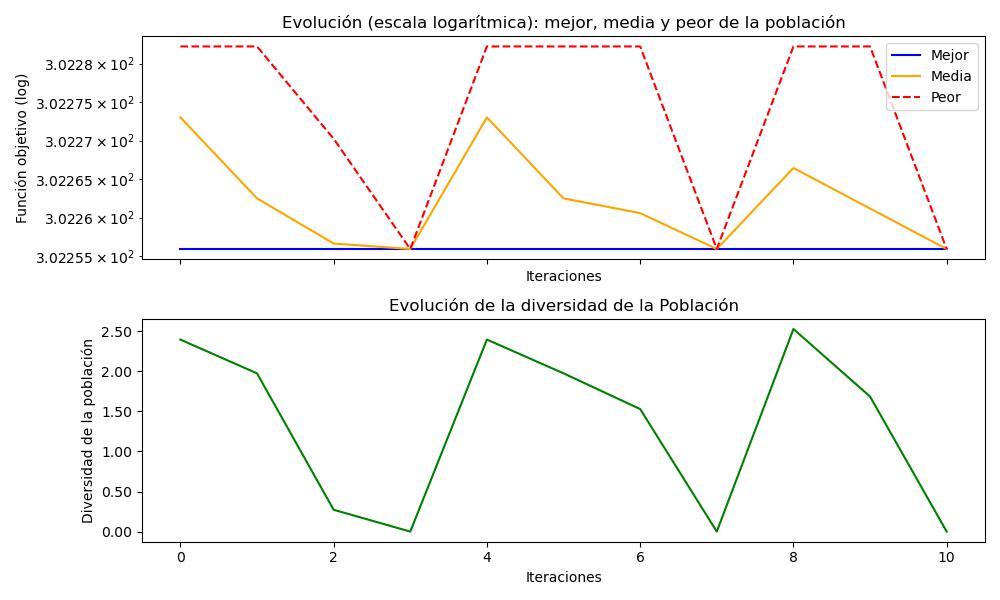 Evolución (escala logarítmica): mejor, media y peor de la población
Función objetivo (log)
3.0228 × 10²
3.02275 × 10²
3.0227 × 10²
3.02265 × 10²
3.0226 × 10²
3.02255 × 10²
Mejor
Media
Peor
Iteraciones
Evolución de la diversidad de la Población
Diversidad de la población
2.50
2.00
1.50
1.00
0.50
0.00
0 2 4 6 8 10
Iteraciones